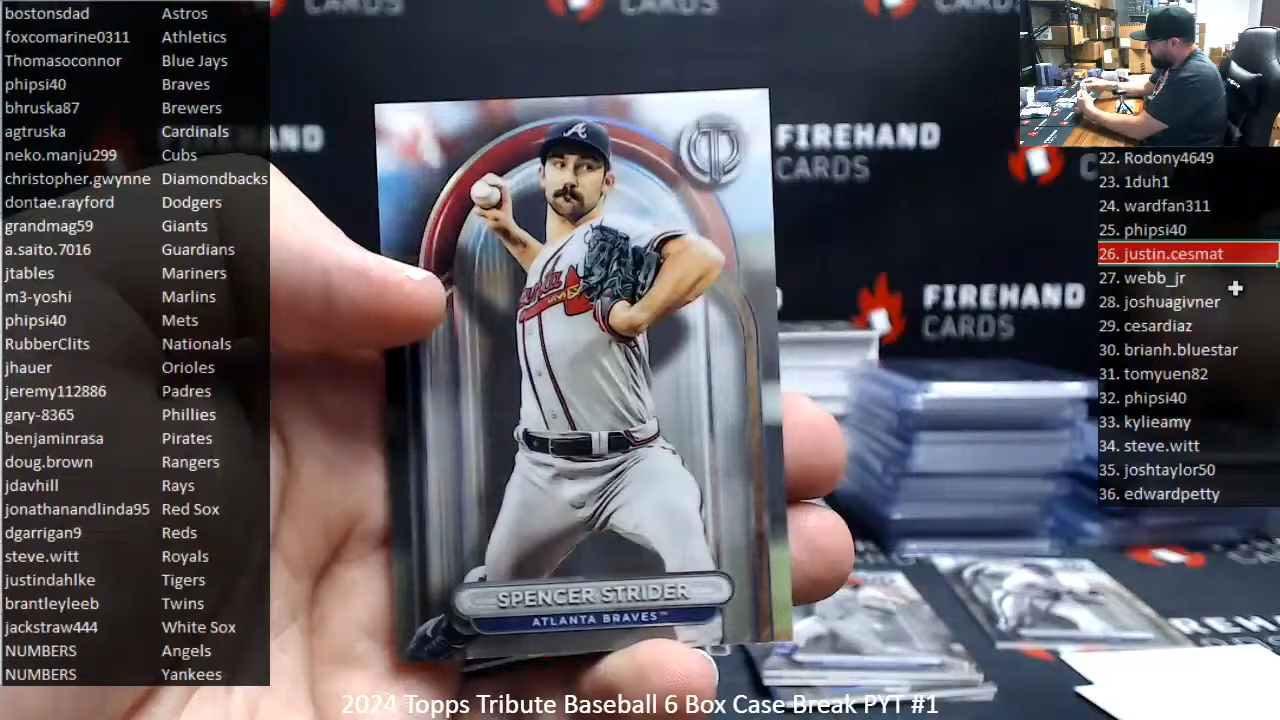 bostonsdad Astros
foxcomarine0311 Athletics
Thomasoconnor Blue Jays
phipsi40 Braves
bhruska87 Brewers
agtruska Cardinals
neko.manju299 Cubs
christopher.gwynne Diamondbacks
dontae.rayford Dodgers
grandmag59 Giants
a.saito.7016 Guardians
jtables Mariners
m3-yoshi Marlins
phipsi40 Mets
RubberClits Nationals
jhauer Orioles
jeremy112886 Padres
gary-8365 Phillies
benjaminrasa Pirates
doug.brown Rangers
jdavhill Rays
jonathanandlinda95 Red Sox
dgarrigan9 Reds
steve.witt Royals
justindahlke Tigers
brantleyleeb Twins
jackstraw444 White Sox
NUMBERS Angels
NUMBERS Yankees
CARDS
CARDS
FIREHAND
CARDS
FIREHAND
CARDS
A
SPENCER STRIDER
ATLANTA BRAVES™
22. Rodony4649
23. 1duh1
24. wardfan311
25. phipsi40
26. justin.cesmat
27. webb_jr
28. joshuagivner
29. cesardiaz
30. brianh.bluestar
31. tomyuen82
32. phipsi40
33. kylieamy
34. steve.witt
35. joshtaylor50
36. edwardpetty
2024 Topps Tribute Baseball 6 Box Case Break PYT #1